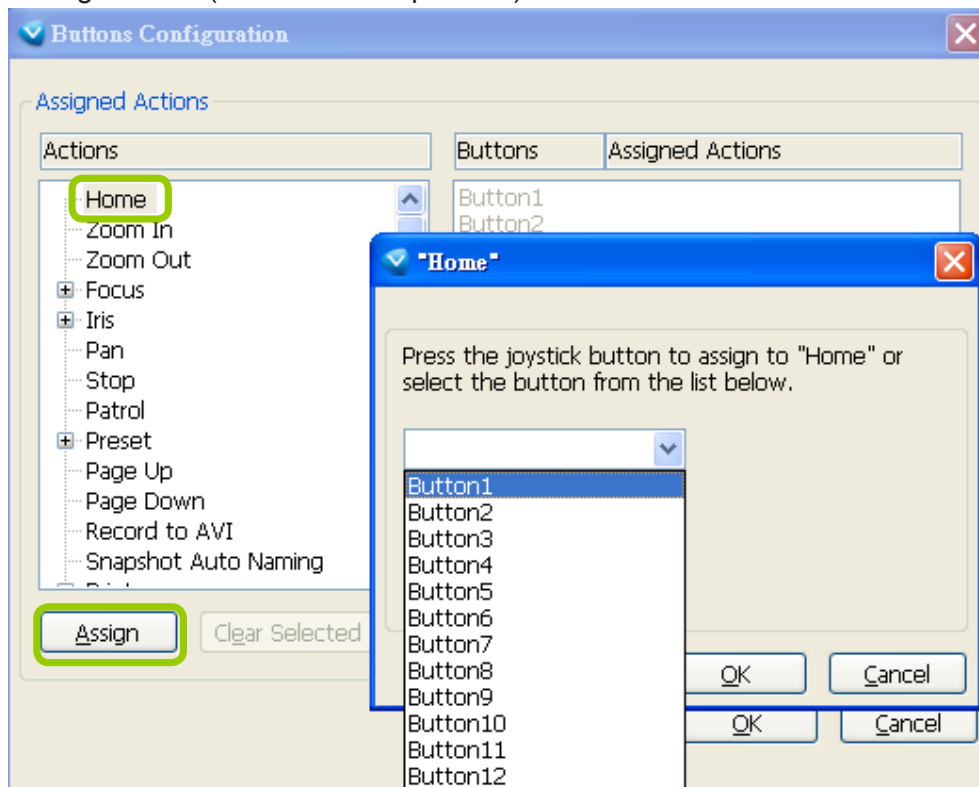 Buttons Configuration
Assigned Actions
Actions
Buttons
Assigned Actions
Home
Zoom In
Zoom Out
Focus
Iris
Pan
Stop
Patrol
Preset
Page Up
Page Down
Record to AVI
Snapshot Auto Naming
Button1
Button2
"Home"
Press the joystick button to assign to "Home" or
select the button from the list below.
Button1
Button2
Button3
Button4
Button5
Button6
Button7
Button8
Button9
Button10
Button11
Button12
OK
Cancel
Assign
Clear Selected
OK
Cancel